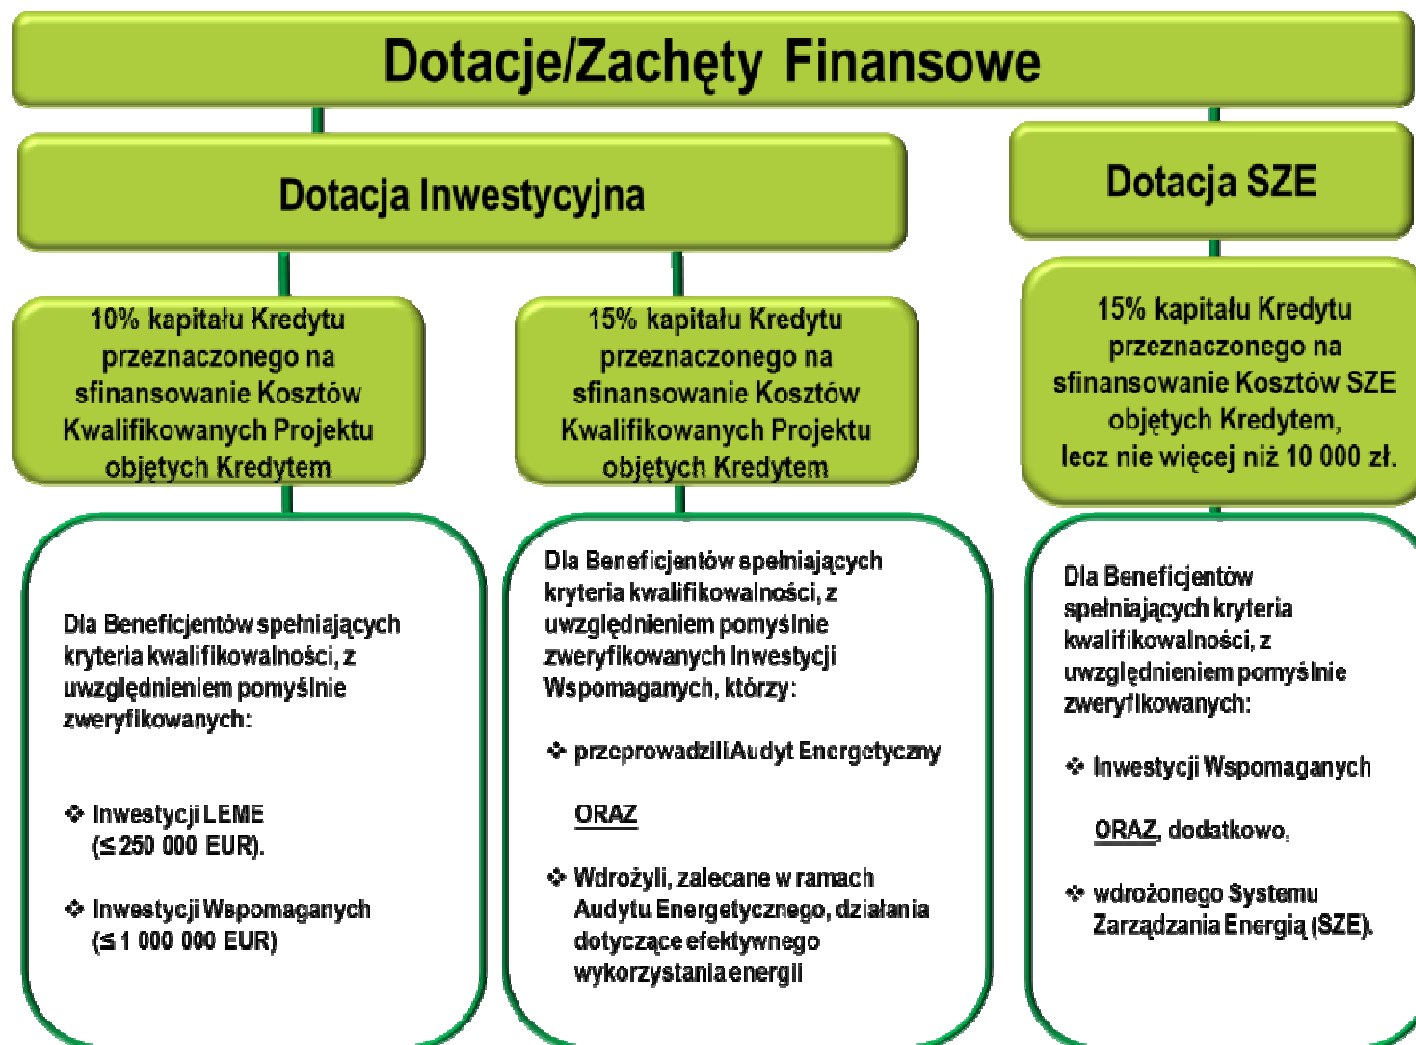 Dotacje/Zachęty Finansowe
Dotacja Inwestycyjna
Dotacja SZE
10% kapitału Kredytu
przeznaczonego na
sfinansowanie Kosztów
Kwalifikowanych Projektu
objętych Kredytem
15% kapitału Kredytu
przeznaczonego na
sfinansowanie Kosztów
Kwalifikowanych Projektu
objętych Kredytem
15% kapitału Kredytu
przeznaczonego na
sfinansowanie Kosztów SZE
objętych Kredytem,
lecz nie więcej niż 10 000 zł.
Dla Beneficjentów spełniających
kryteria kwalifikowalności, z
uwzględnieniem pomyślnie
zweryfikowanych:
❖ Inwestycji LEME
(≤ 250 000 EUR).
❖ Inwestycji Wspomaganych
(≤ 1 000 000 EUR)
Dla Beneficjentów spełniających
kryteria kwalifikowalności, z
uwzględnieniem pomyślnie
zweryfikowanych Inwestycji
Wspomaganych, którzy:
❖ przeprowadzili Audyt Energetyczny
ORAZ
❖ Wdrożyli, zalecane w ramach
Audytu Energetycznego, działania
dotyczące efektywnego
wykorzystania energii
Dla Beneficjentów
spełniających kryteria
kwalifikowalności, z
uwzględnieniem pomyślnie
zweryfikowanych:
❖ Inwestycji Wspomaganych
ORAZ, dodatkowo,
❖ wdrożonego Systemu
Zarządzania Energią (SZE).